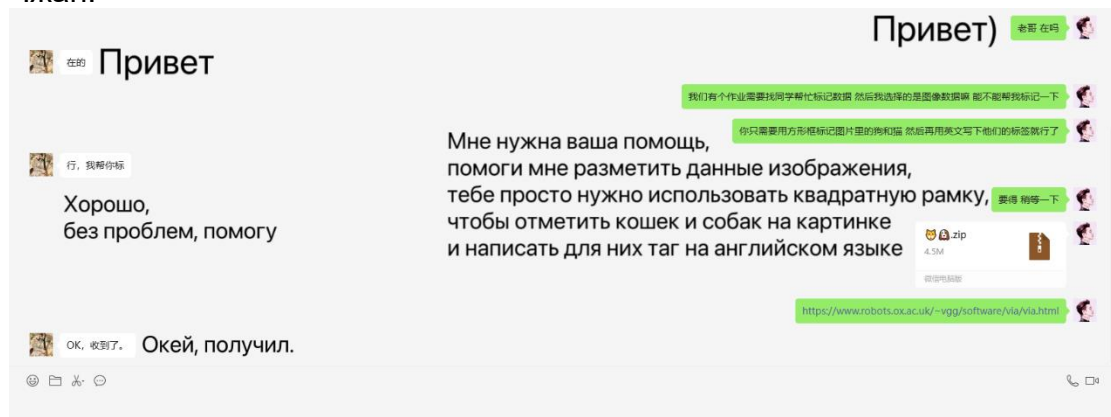 Привет)
老哥 在吗
在的
Привет
我们有个作业需要找同学帮忙标记数据 然后我选择的是图像数据嘛 能不能帮我标记一下
你只需要用方形框标记图片里的狗和猫 然后再用英文写下他们的标签就行了
Мне нужна ваша помощь,
помоги мне разметить данные изображения,
тебе просто нужно использовать квадратную рамку,
чтобы отметить кошек и собак на картинке
и написать для них таг на английском языке
行，我帮你标
Хорошо,
без проблем, помогу
要得 稍等一下
🐱🐶.zip
4.5M
微信电脑版
https://www.robots.ox.ac.uk/~vgg/software/via/via.html
OK, 收到了。
Окей, получил.